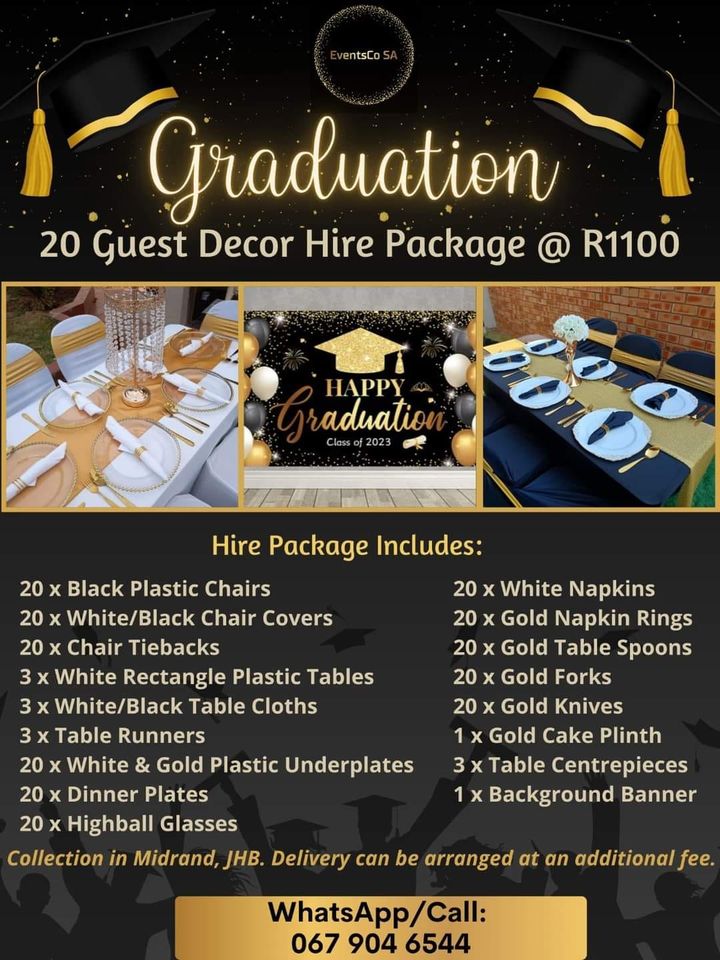 EventsCo SA
Graduation
20 Guest Decor Hire Package @ R1100
HAPPY
Graduation
Class of 2023
Hire Package Includes:
20 x Black Plastic Chairs
20 x White/Black Chair Covers
20 x Chair Tiebacks
3 x White Rectangle Plastic Tables
3 x White/Black Table Cloths
3 x Table Runners
20 x White & Gold Plastic Underplates
20 x Dinner Plates
20 x Highball Glasses
20 x White Napkins
20 x Gold Napkin Rings
20 x Gold Table Spoons
20 x Gold Forks
20 x Gold Knives
1 x Gold Cake Plinth
3 x Table Centrepieces
1 x Background Banner
Collection in Midrand, JHB. Delivery can be arranged at an additional fee.
WhatsApp/Call:
067 904 6544